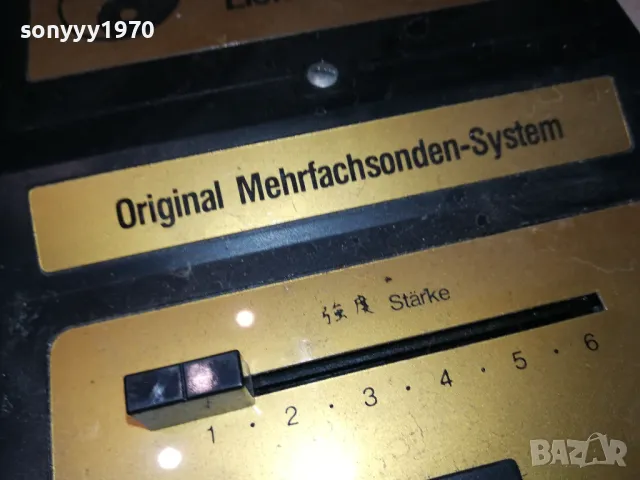 sonyyy1970
Original Mehrfachsonden-System
強度 Stärke
1 · 2 · 3 · 4 · 5 · 6
BAZAR